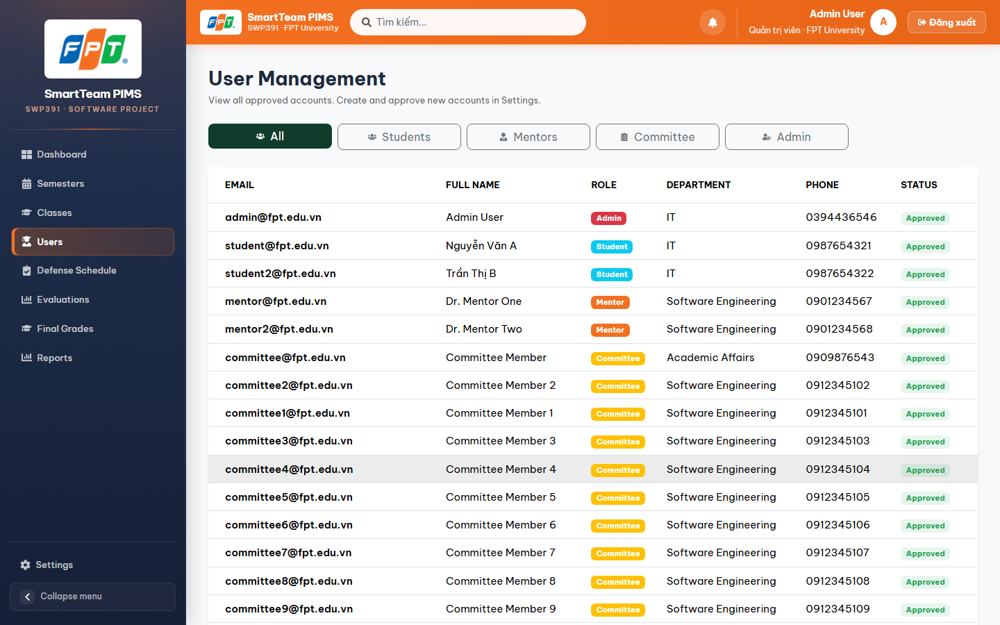 FPT®
SmartTeam PIMS
SWP391 · SOFTWARE PROJECT
Dashboard
Semesters
Classes
Users
Defense Schedule
Evaluations
Final Grades
Reports
Settings
Collapse menu
FPT®
SmartTeam PIMS
SWP391 · FPT University
Tìm kiếm...
Admin User
Quản trị viên · FPT University
A
Đăng xuất
User Management
View all approved accounts. Create and approve new accounts in Settings.
All Students Mentors Committee Admin
EMAIL FULL NAME ROLE DEPARTMENT PHONE STATUS
admin@fpt.edu.vn Admin User Admin IT 0394436546 Approved
student@fpt.edu.vn Nguyễn Văn A Student IT 0987654321 Approved
student2@fpt.edu.vn Trần Thị B Student IT 0987654322 Approved
mentor@fpt.edu.vn Dr. Mentor One Mentor Software Engineering 0901234567 Approved
mentor2@fpt.edu.vn Dr. Mentor Two Mentor Software Engineering 0901234568 Approved
committee@fpt.edu.vn Committee Member Committee Academic Affairs 0909876543 Approved
committee2@fpt.edu.vn Committee Member 2 Committee Software Engineering 0912345102 Approved
committee1@fpt.edu.vn Committee Member 1 Committee Software Engineering 0912345101 Approved
committee3@fpt.edu.vn Committee Member 3 Committee Software Engineering 0912345103 Approved
committee4@fpt.edu.vn Committee Member 4 Committee Software Engineering 0912345104 Approved
committee5@fpt.edu.vn Committee Member 5 Committee Software Engineering 0912345105 Approved
committee6@fpt.edu.vn Committee Member 6 Committee Software Engineering 0912345106 Approved
committee7@fpt.edu.vn Committee Member 7 Committee Software Engineering 0912345107 Approved
committee8@fpt.edu.vn Committee Member 8 Committee Software Engineering 0912345108 Approved
committee9@fpt.edu.vn Committee Member 9 Committee Software Engineering 0912345109 Approved